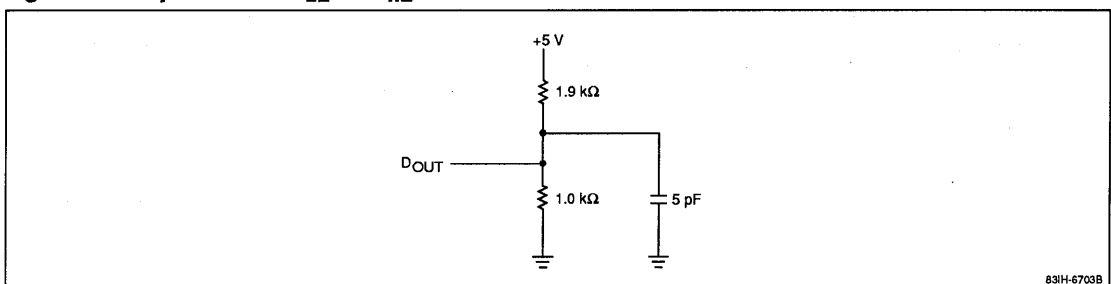 +5 V
1.9 kΩ
DOUT
1.0 kΩ
5 pF
83IH-6703B